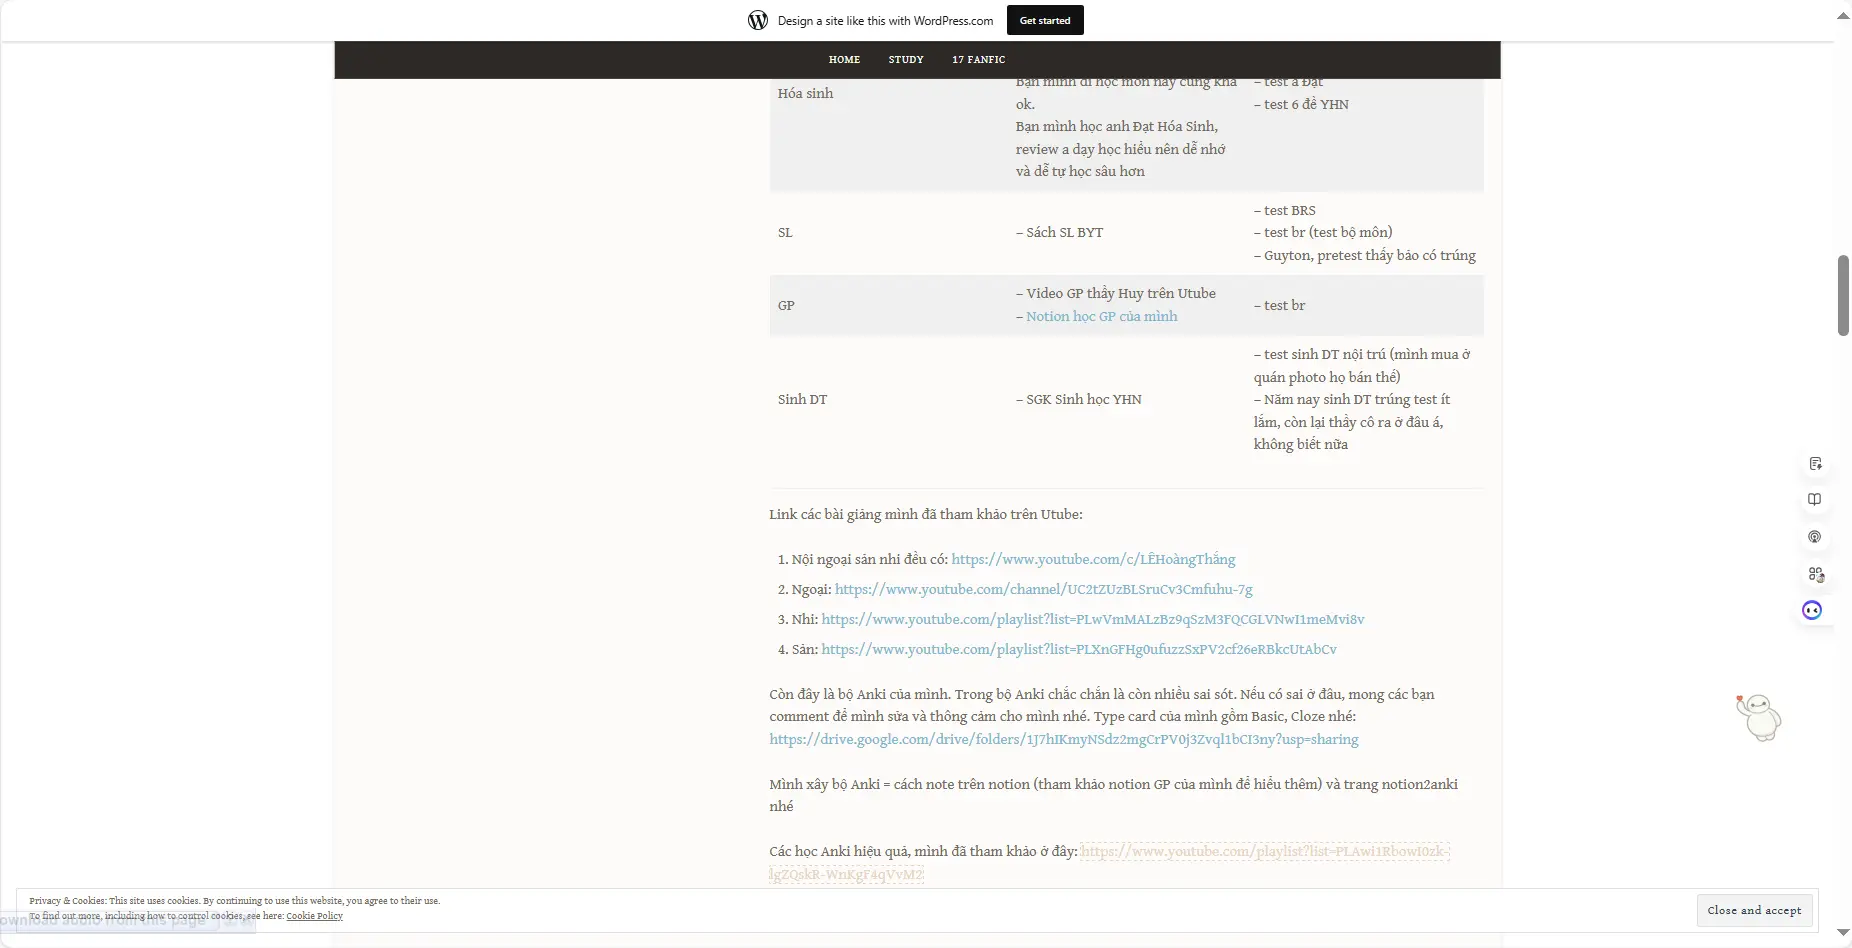 Design a site like this with WordPress.com
Get started
HOME
STUDY
17 FANFIC
Hóa sinh
Bạn mình đi học môn này cũng khá
ok.
Bạn mình học anh Đạt Hóa Sinh,
review a dạy học hiểu nên dễ nhớ
và dễ tự học sâu hơn
– test a Đạt
– test 6 đề YHN
SL
– Sách SL BYT
– test BRS
– test br (test bộ môn)
– Guyton, pretest thấy bảo có trúng
GP
– Video GP thầy Huy trên Utube
– Notion học GP của mình
– test br
Sinh DT
– SGK Sinh học YHN
– test sinh DT nội trú (mình mua ở
quán photo họ bán thế)
– Năm nay sinh DT trúng test ít
lắm, còn lại thầy cô ra ở đâu á,
không biết nữa
Link các bài giảng mình đã tham khảo trên Utube:
1. Nội ngoại sản nhi đều có: https://www.youtube.com/c/LÊHoàngThắng
2. Ngoại: https://www.youtube.com/channel/UC2tZUzBLSruCv3Cmfuhu-7g
3. Nhi: https://www.youtube.com/playlist?list=PLwVmMALzBz9qSzM3FQCGLVNwI1meMvi8v
4. Sản: https://www.youtube.com/playlist?list=PLXnGFHg0ufuzzSxPV2cf26eRBkcUtAbCv
Còn đây là bộ Anki của mình. Trong bộ Anki chắc chắn là còn nhiều sai sót. Nếu có sai ở đâu, mong các bạn
comment để mình sửa và thông cảm cho mình nhé. Type card của mình gồm Basic, Cloze nhé:
https://drive.google.com/drive/folders/1J7hIKmyNSdz2mgCrPV0j3Zvql1bCI3ny?usp=sharing
Mình xây bộ Anki = cách note trên notion (tham khảo notion GP của mình để hiểu thêm) và trang notion2anki
nhé
Các học Anki hiệu quả, mình đã tham khảo ở đây: https://www.youtube.com/playlist?list=PLAwi1RbowI0zk-
lgZQskR-WnKgF4qVvM2
Privacy & Cookies: This site uses cookies. By continuing to use this website, you agree to their use.
To find out more, including how to control cookies, see here: Cookie Policy
Close and accept
audio from this page